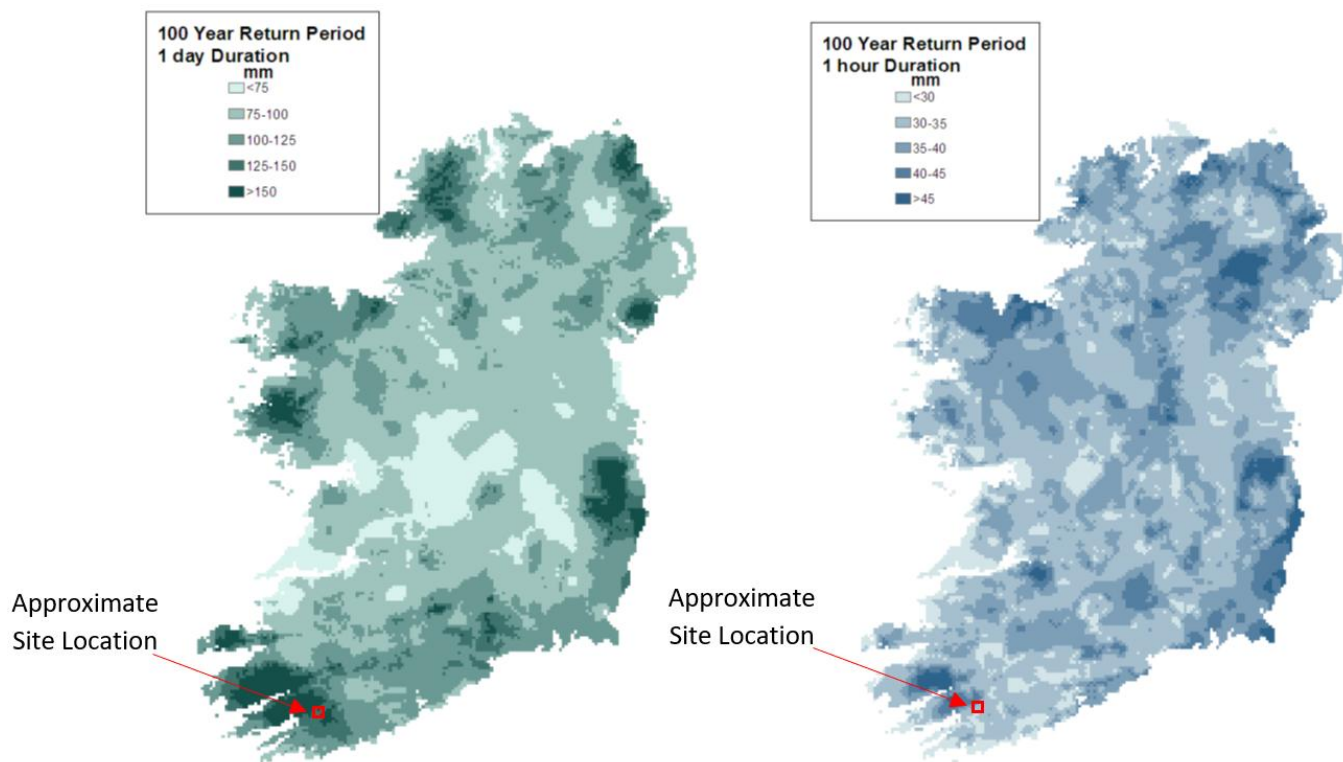 100 Year Return Period
1 day Duration
mm
<75
75-100
100-125
125-150
>150
Approximate
Site Location
100 Year Return Period
1 hour Duration
mm
<30
30-35
35-40
40-45
>45
Approximate
Site Location